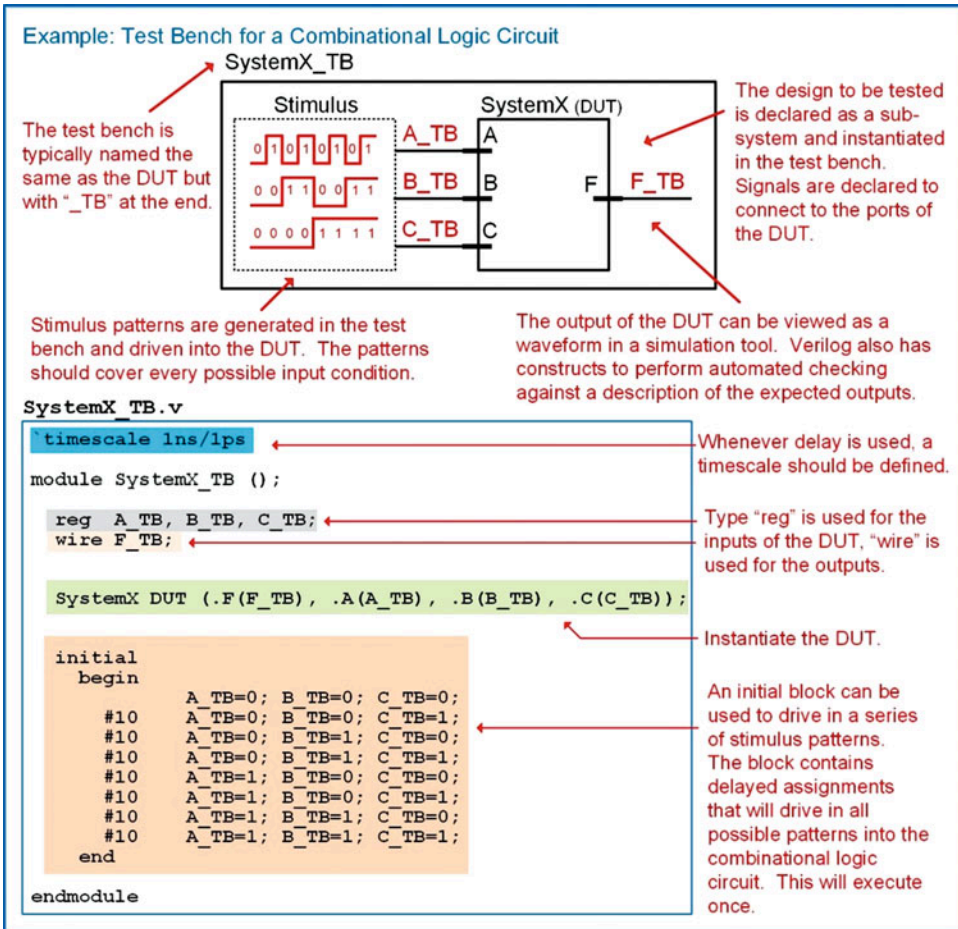 Example: Test Bench for a Combinational Logic Circuit
SystemX_TB
The test bench is
typically named the
same as the DUT but
with “_TB” at the end.
Stimulus
0 1 0 1 0 1 0 1
0 0 1 1 0 0 1 1
0 0 0 0 1 1 1 1
A_TB
B_TB
C_TB
SystemX (DUT)
A
B
C
F
F_TB
The design to be tested
is declared as a sub-
system and instantiated
in the test bench.
Signals are declared to
connect to the ports of
the DUT.
Stimulus patterns are generated in the test
bench and driven into the DUT. The patterns
should cover every possible input condition.
The output of the DUT can be viewed as a
waveform in a simulation tool. Verilog also has
constructs to perform automated checking
against a description of the expected outputs.
SystemX_TB.v
`timescale 1ns/1ps
Whenever delay is used, a
timescale should be defined.
module SystemX_TB ();
reg A_TB, B_TB, C_TB;
wire F_TB;
Type “reg” is used for the
inputs of the DUT, “wire” is
used for the outputs.
SystemX DUT (.F(F_TB), .A(A_TB), .B(B_TB), .C(C_TB));
Instantiate the DUT.
initial
begin
A_TB=0; B_TB=0; C_TB=0;
#10 A_TB=0; B_TB=0; C_TB=1;
#10 A_TB=0; B_TB=1; C_TB=0;
#10 A_TB=0; B_TB=1; C_TB=1;
#10 A_TB=1; B_TB=0; C_TB=0;
#10 A_TB=1; B_TB=0; C_TB=1;
#10 A_TB=1; B_TB=1; C_TB=0;
#10 A_TB=1; B_TB=1; C_TB=1;
end
An initial block can be
used to drive in a series
of stimulus patterns.
The block contains
delayed assignments
that will drive in all
possible patterns into the
combinational logic
circuit. This will execute
once.
endmodule